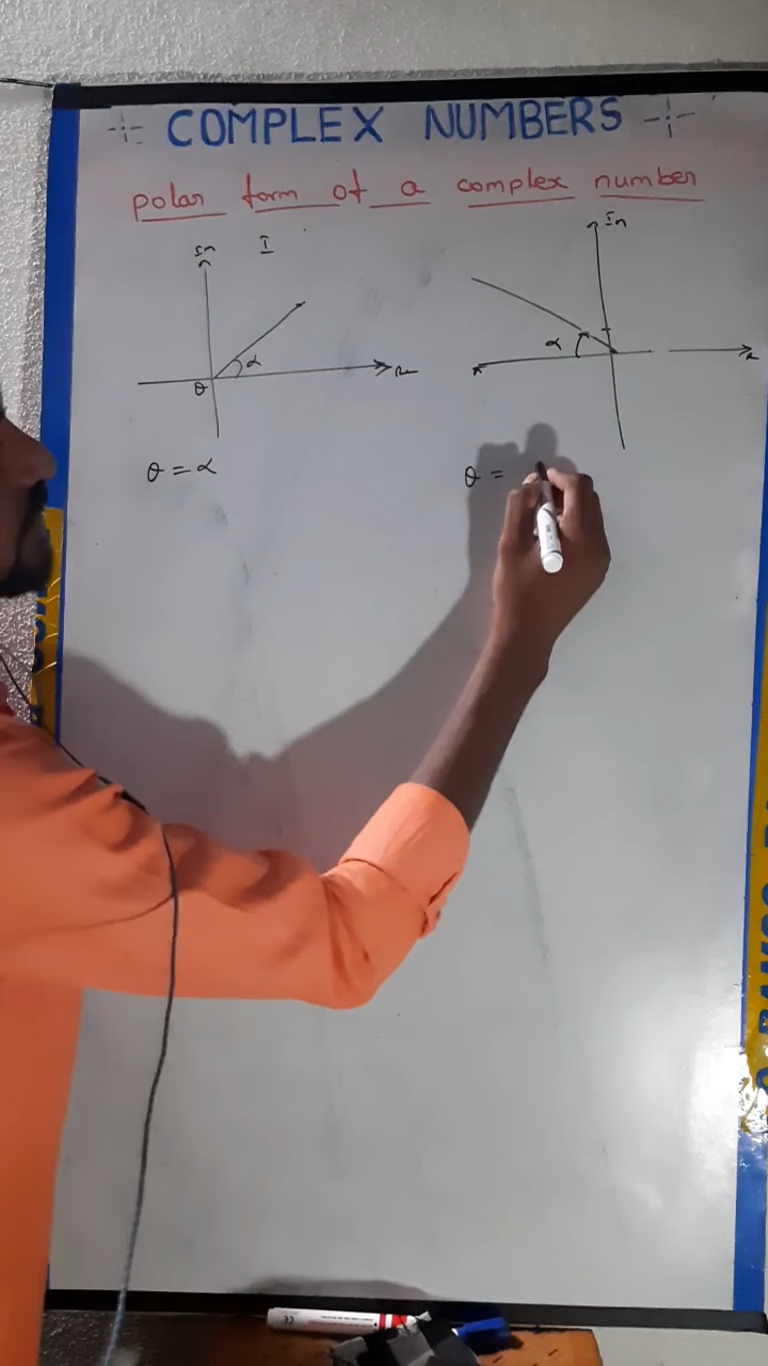 COMPLEX NUMBERS
polar form of a complex number
Im
I
α
Re
θ = α
Im
α
θ =